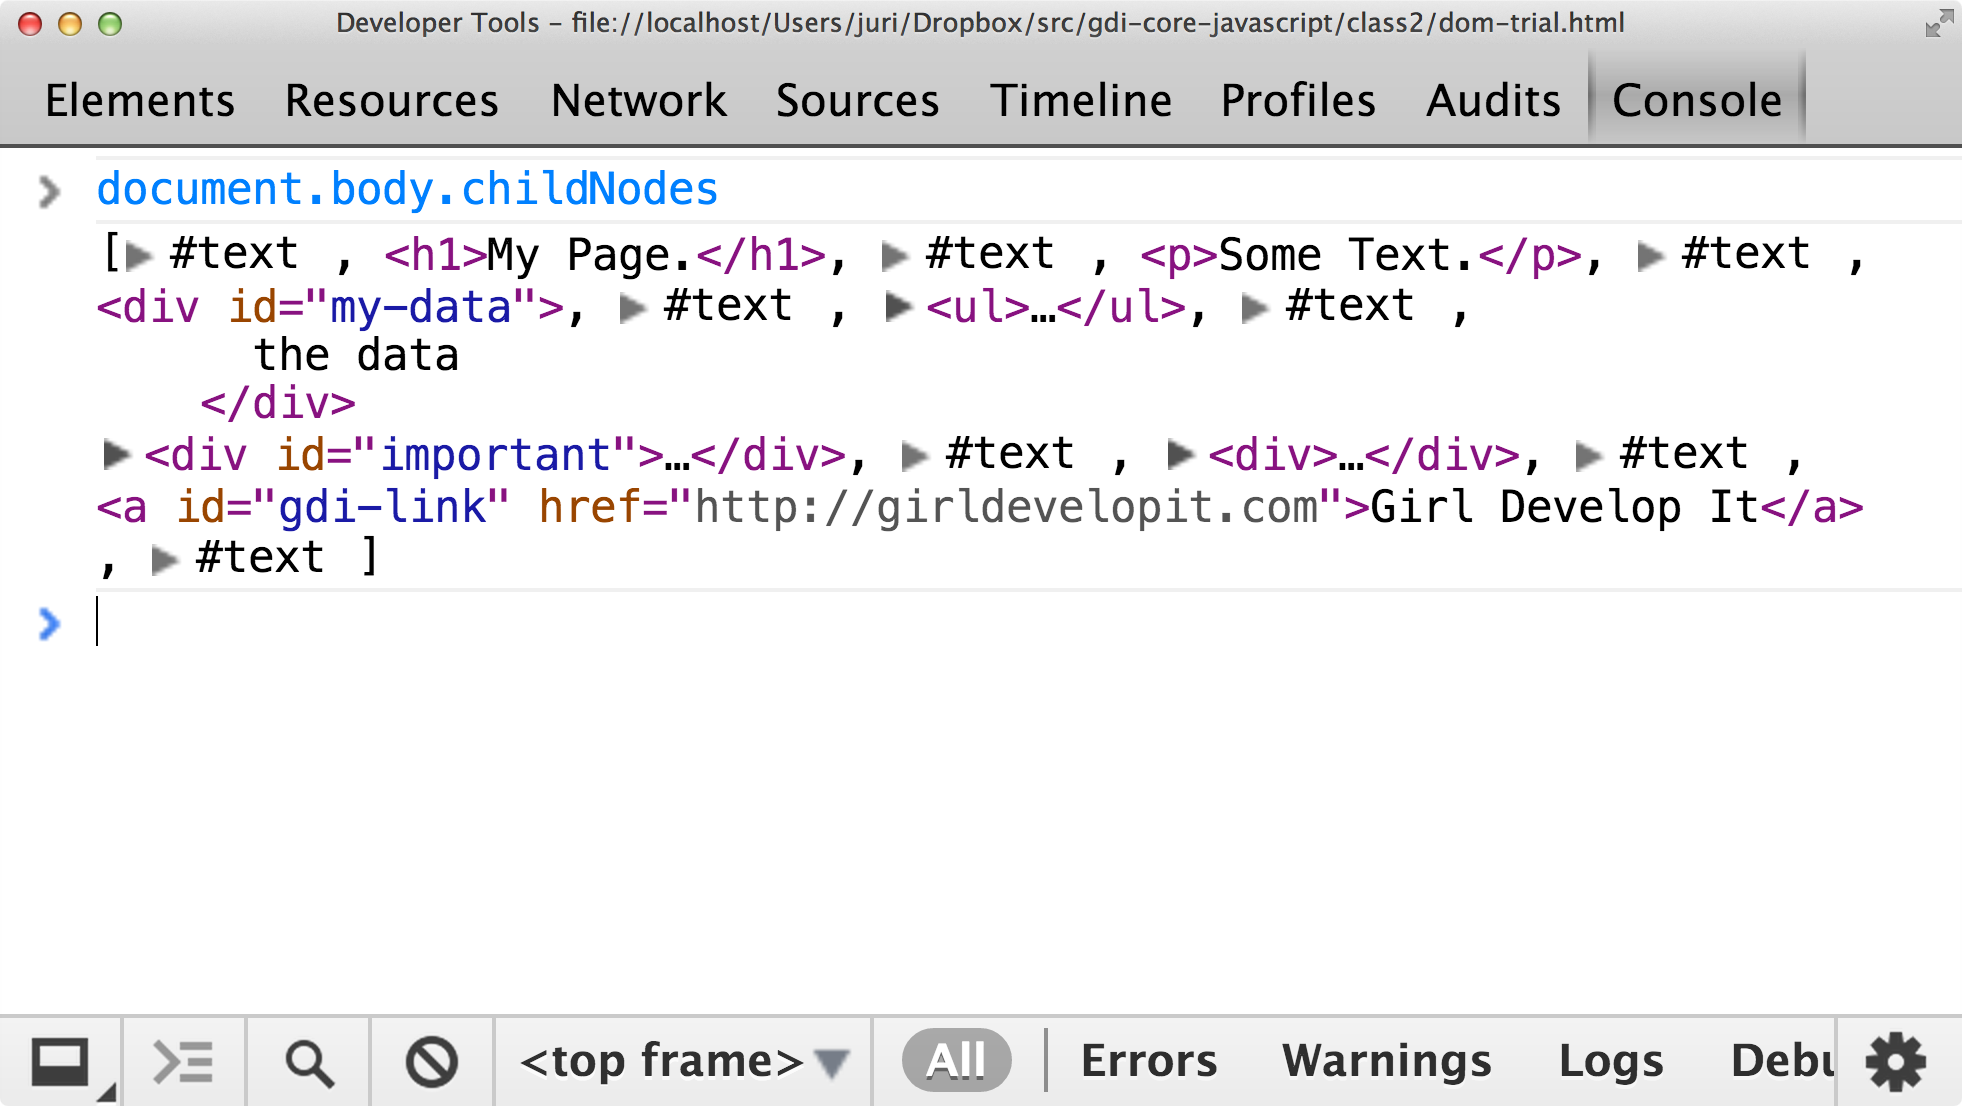 Developer Tools - file://localhost/Users/juri/Dropbox/src/gdi-core-javascript/class2/dom-trial.html
Elements Resources Network Sources Timeline Profiles Audits Console
document.body.childNodes
[▶ #text , <h1>My Page.</h1>, ▶ #text , <p>Some Text.</p>, ▶ #text ,
<div id="my-data">, ▶ #text , ▶ <ul>…</ul>, ▶ #text ,
the data
</div>
▶ <div id="important">…</div>, ▶ #text , ▶ <div>…</div>, ▶ #text ,
<a id="gdi-link" href="http://girldevelopit.com">Girl Develop It</a>
, ▶ #text ]
<top frame> All Errors Warnings Logs Debu